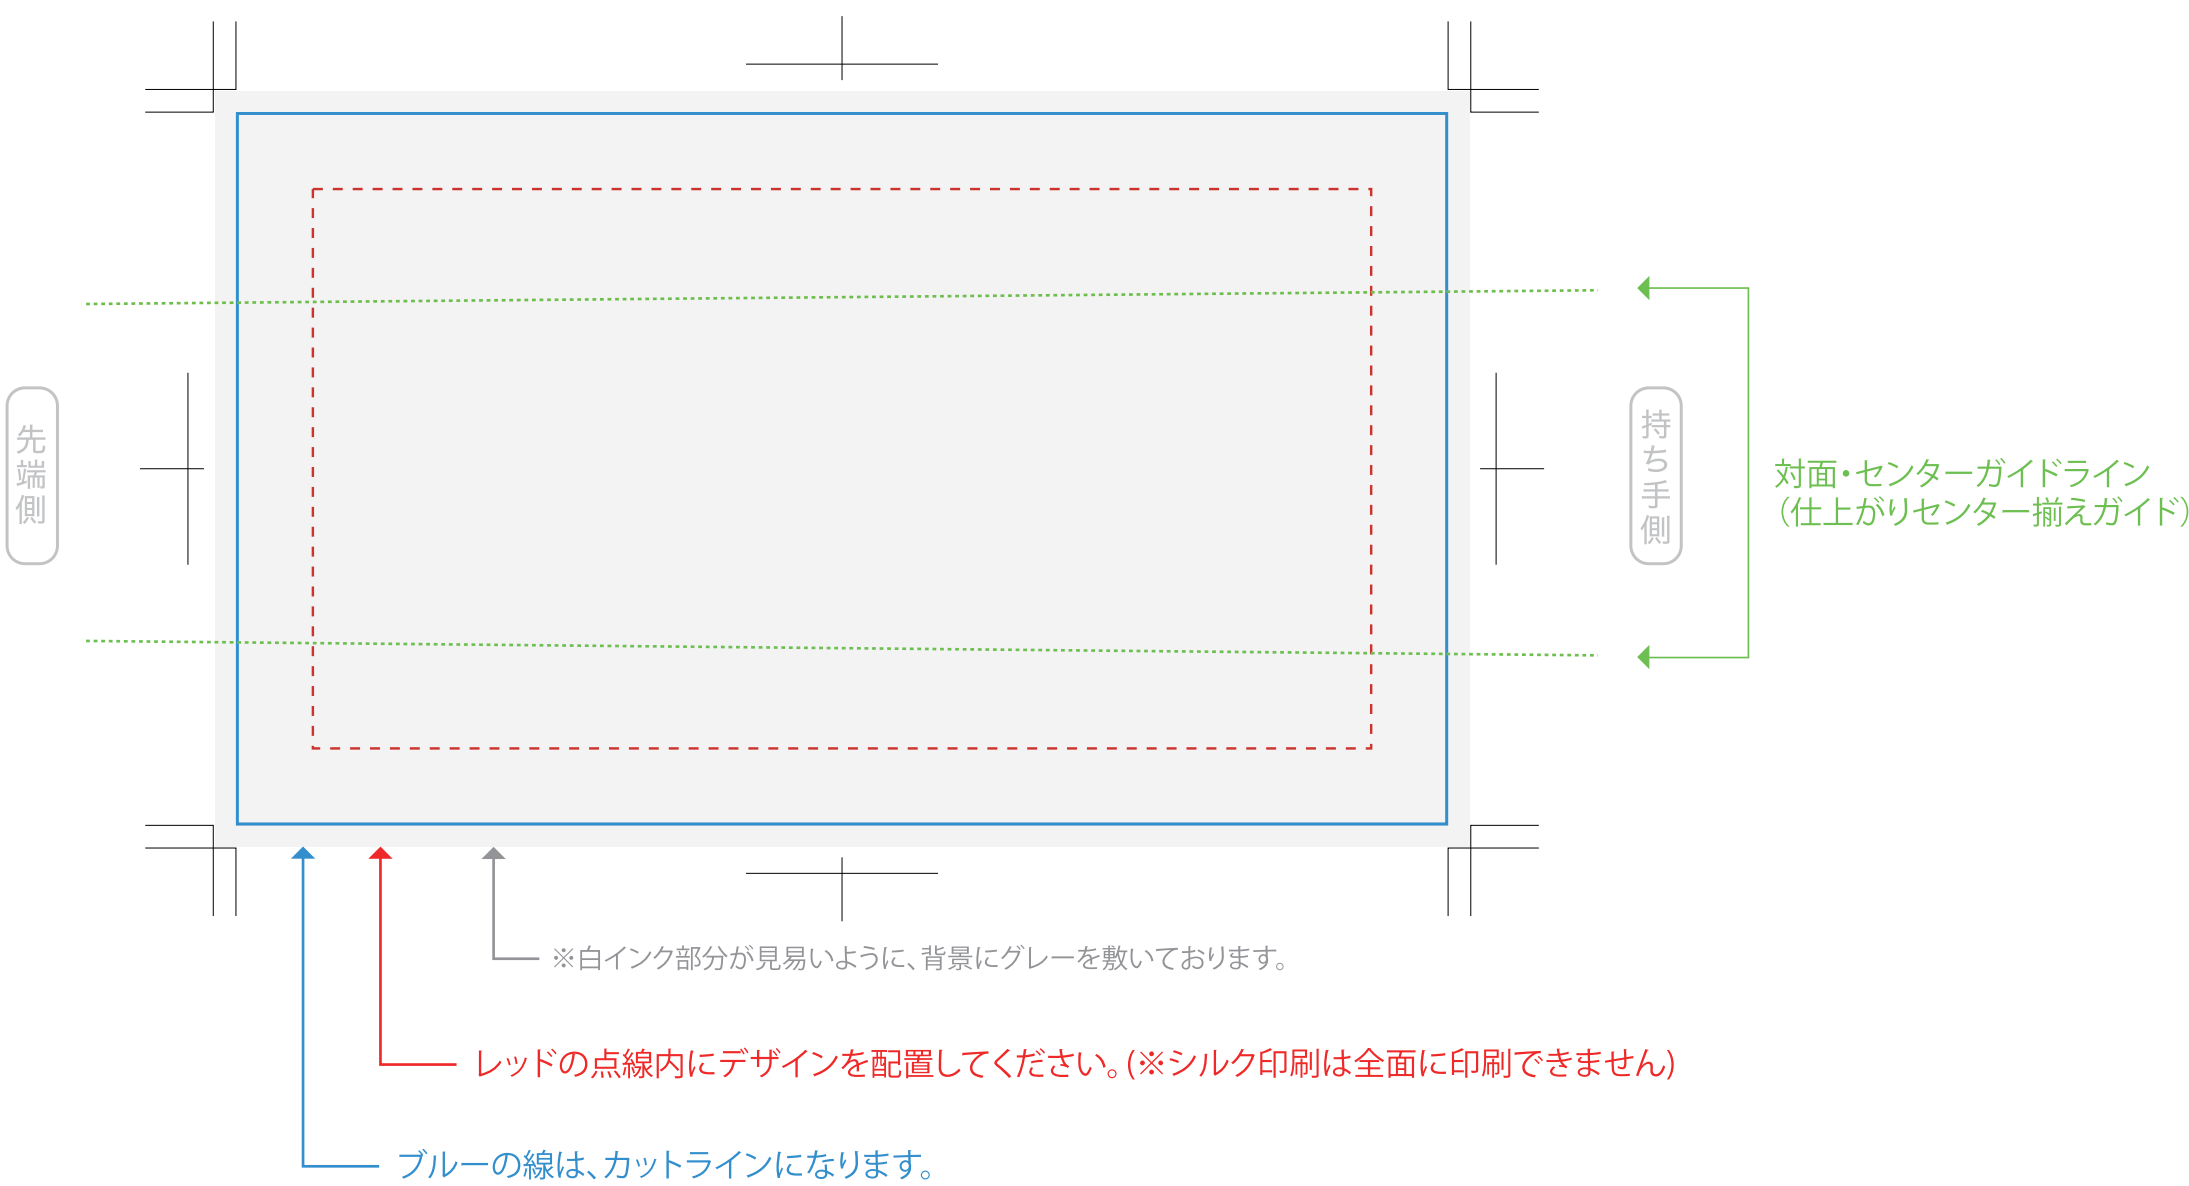 先端側
持ち手側
対面・センターガイドライン
（仕上がりセンター揃えガイド）
※白インク部分が見易いように、背景にグレーを敷いております。
レッドの点線内にデザインを配置してください。(※シルク印刷は全面に印刷できません)
ブルーの線は、カットラインになります。